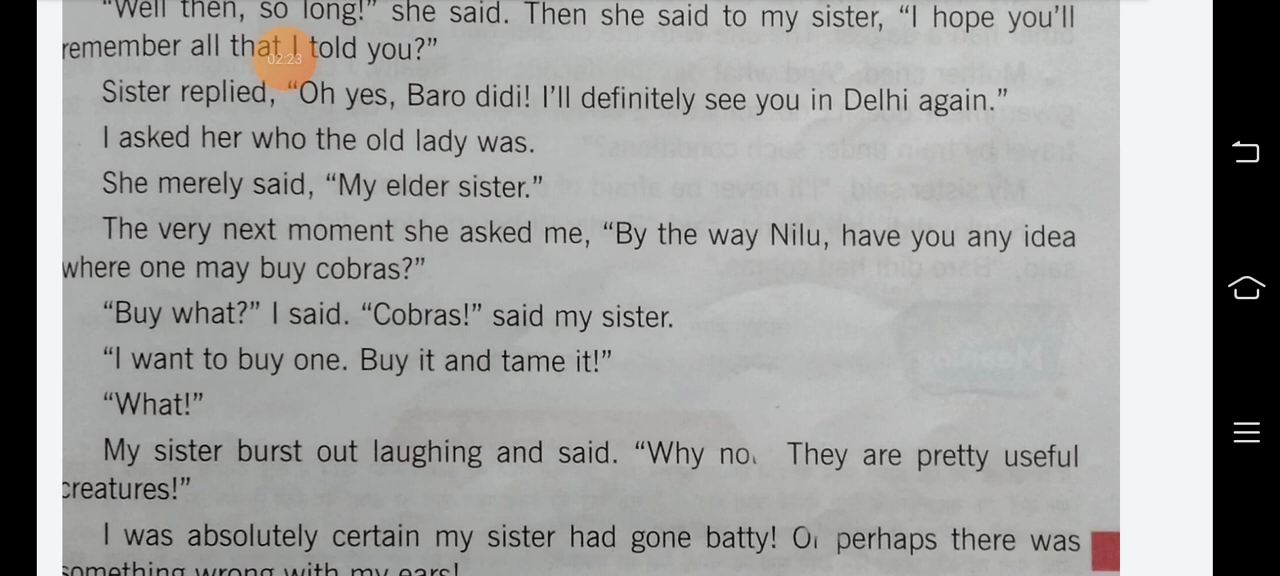 "Well then, so long!" she said. Then she said to my sister, "I hope you'll
remember all that I told you?"
02:23
Sister replied, "Oh yes, Baro didi! I'll definitely see you in Delhi again."
I asked her who the old lady was.
She merely said, "My elder sister."
The very next moment she asked me, "By the way Nilu, have you any idea
where one may buy cobras?"
"Buy what?" I said. "Cobras!" said my sister.
"I want to buy one. Buy it and tame it!"
"What!"
My sister burst out laughing and said. "Why They are pretty useful
creatures!"
I was absolutely certain my sister had gone batty! Or perhaps there was
something wrong with my ears!